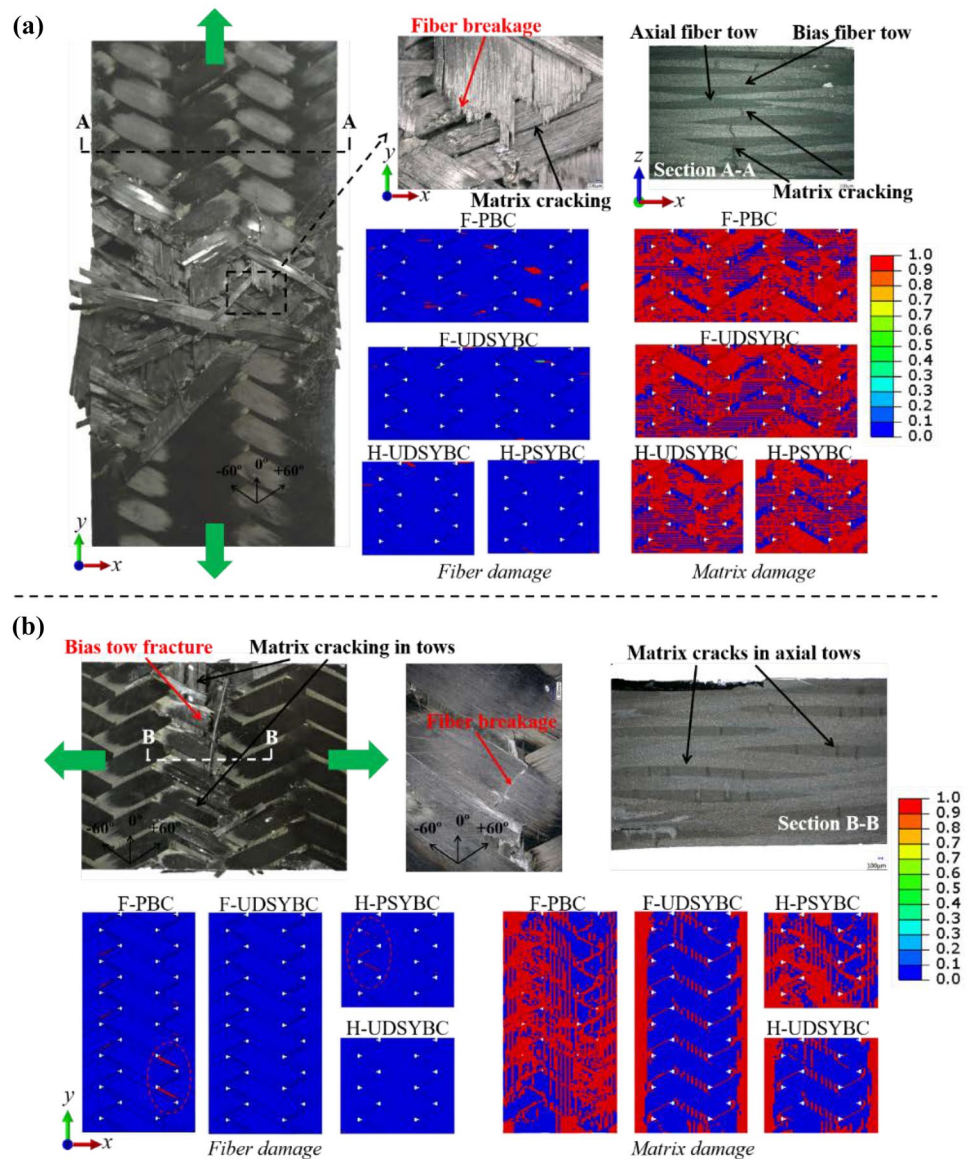 (a)
Fiber breakage
Axial fiber tow
Bias fiber tow
A
A
y
x
Matrix cracking
z
x
Section A-A
Matrix cracking
100μm
F-PBC
F-PBC
F-UDSYBC
F-UDSYBC
H-UDSYBC
H-PSYBC
H-UDSYBC
H-PSYBC
1.0
0.9
0.8
0.7
0.6
0.5
0.4
0.3
0.2
0.1
0.0
-60°
0°
+60°
y
x
Fiber damage
Matrix damage
(b)
Bias tow fracture
Matrix cracking in tows
Matrix cracks in axial tows
B
B
Fiber breakage
-60°
0°
+60°
-60°
0°
+60°
Section B-B
100μm
1.0
0.9
0.8
0.7
0.6
0.5
0.4
0.3
0.2
0.1
0.0
F-PBC
F-UDSYBC
H-PSYBC
F-PBC
F-UDSYBC
H-PSYBC
H-UDSYBC
H-UDSYBC
y
x
Fiber damage
Matrix damage